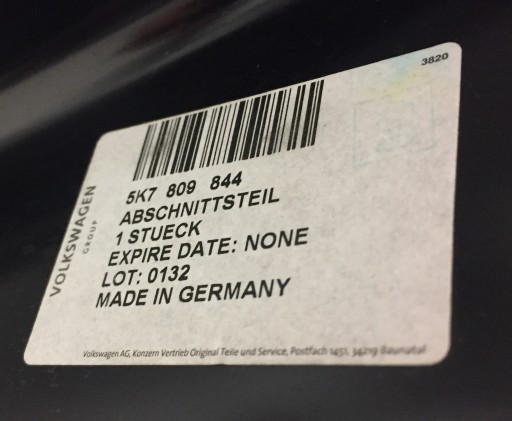 3820
5K7 809 844
ABSCHNITTSTEIL
1 STUECK
EXPIRE DATE: NONE
LOT: 0132
MADE IN GERMANY
VOLKSWAGEN
GROUP
Volkswagen AG, Konzern Vertrieb Original Teile und Service, Postfach 1451, 34219 Baunatal